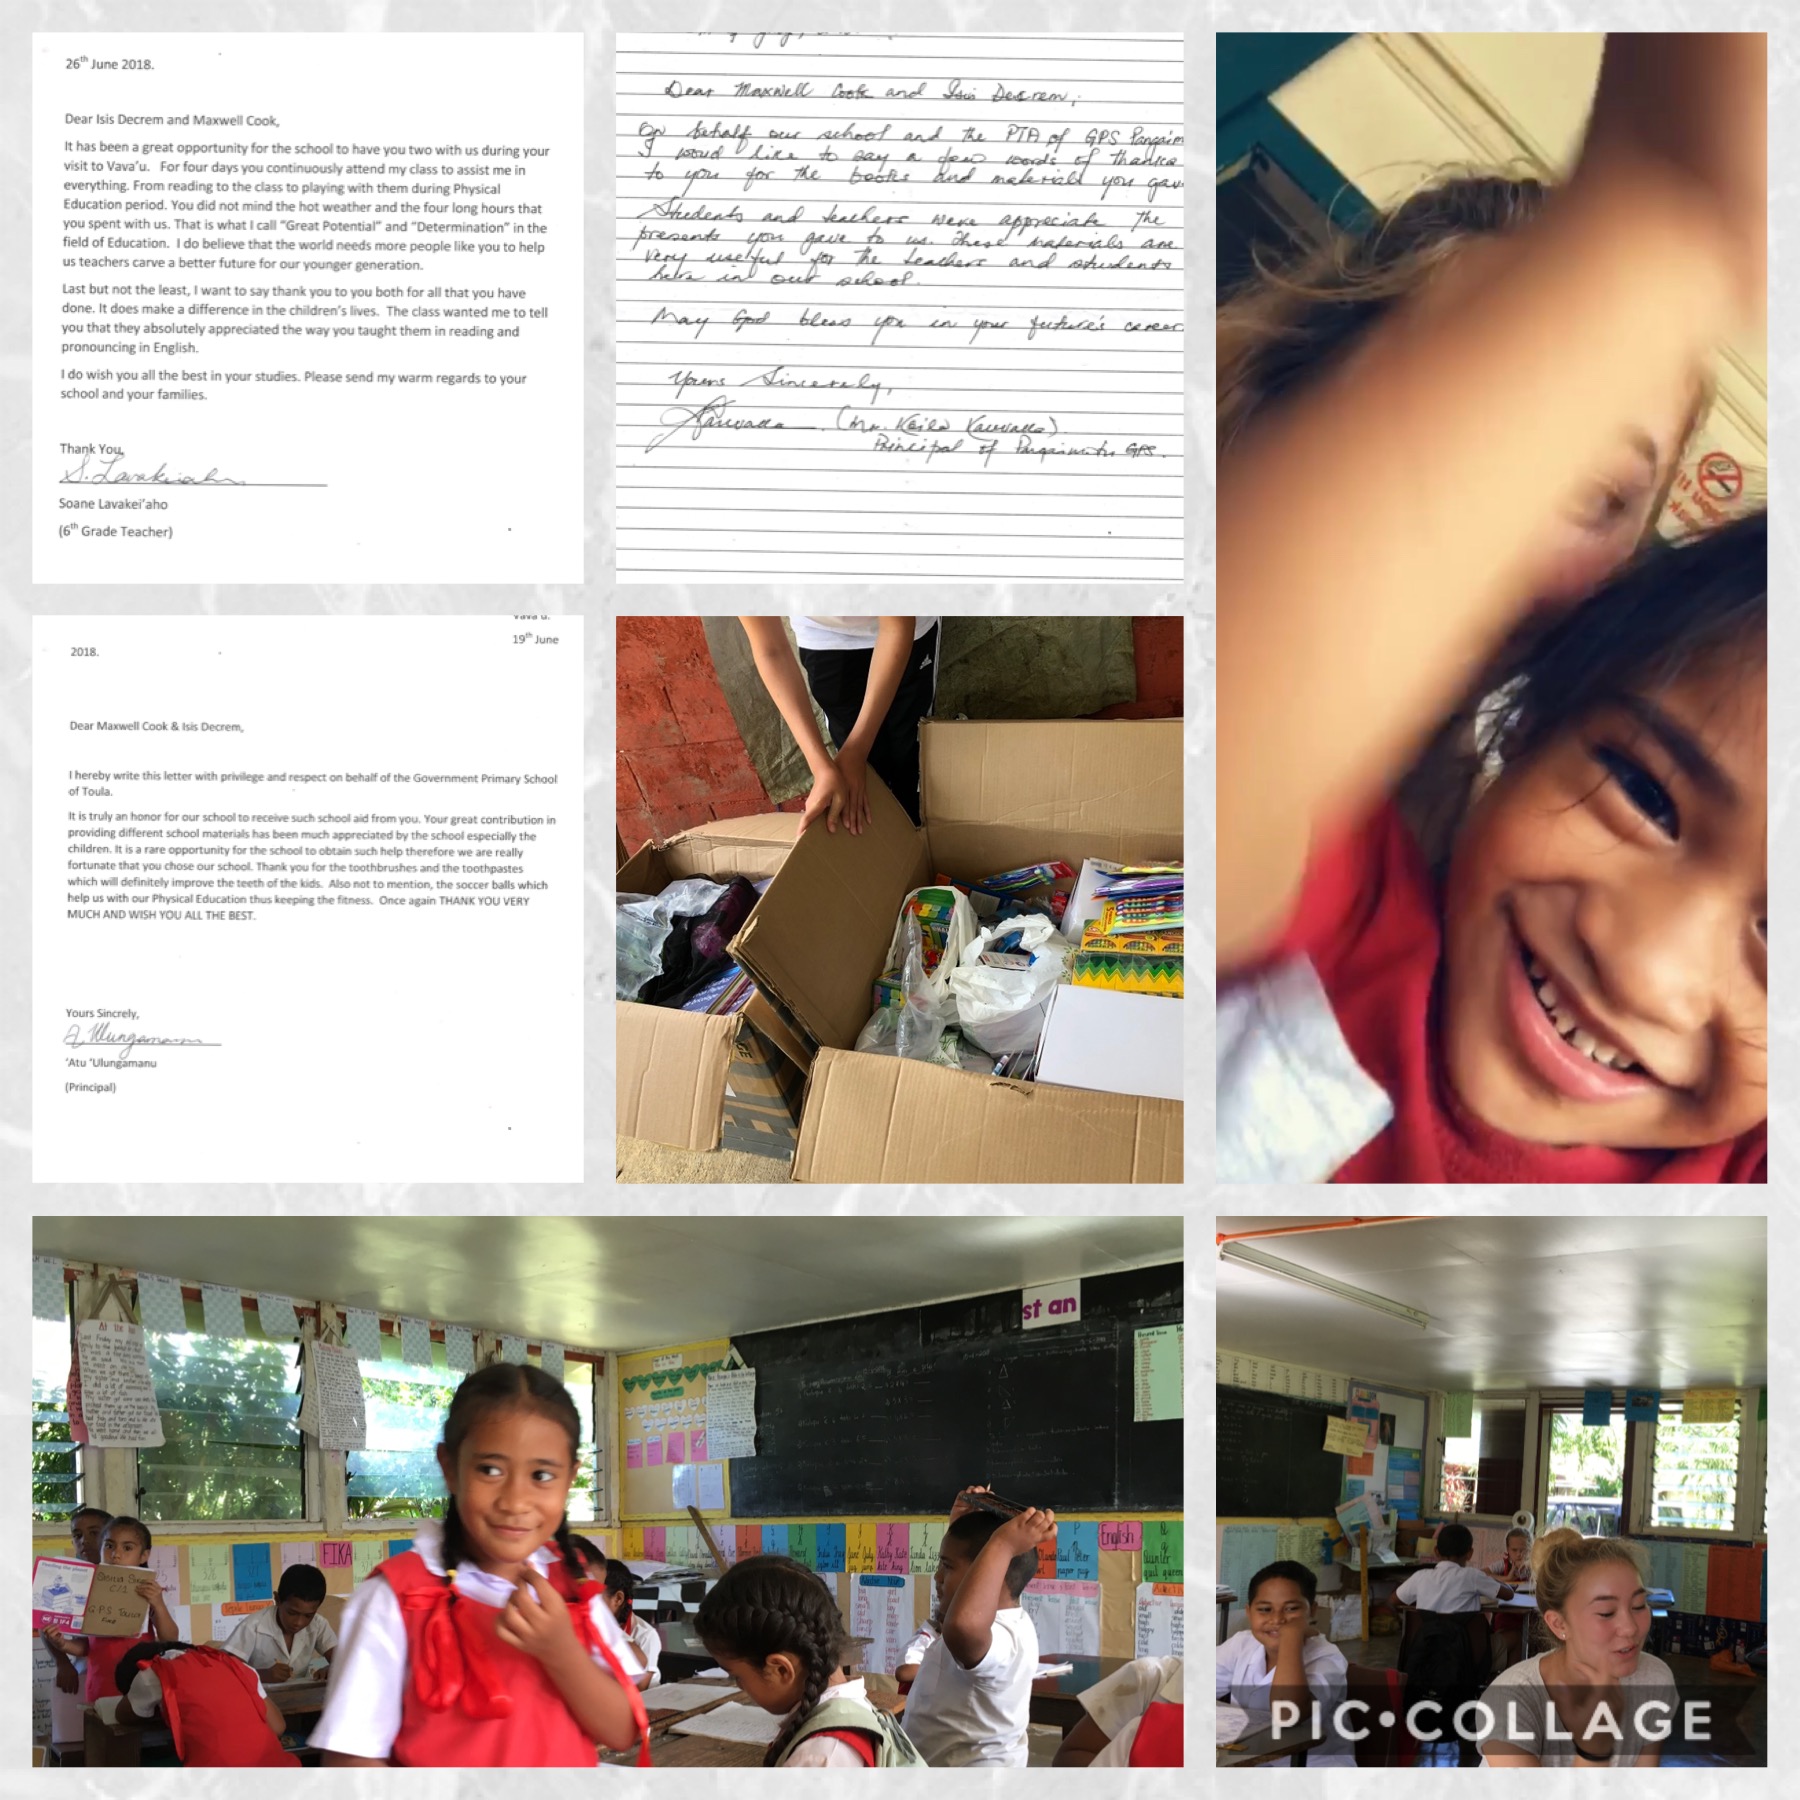 26th June 2018.
Dear Isis Decrem and Maxwell Cook,
It has been a great opportunity for the school to have you two with us during your
visit to Vava'u. For four days you continuously attend my class to assist me in
everything. From reading to the class to playing with them during Physical
Education period. You did not mind the hot weather and the four long hours that
you spent with us. That is what I call "Great Potential" and "Determination" in the
field of Education. I do believe that the world needs more people like you to help
us teachers carve a better future for our younger generation.
Last but not the least, I want to say thank you to you both for all that you have
done. It does make a difference in the children's lives. The class wanted me to tell
you that they absolutely appreciated the way you taught them in reading and
pronouncing in English.
I do wish you all the best in your studies. Please send my warm regards to your
school and your families.
Thank You,
S. Lavakeiaho
Soane Lavakei'aho
(6th Grade Teacher)
Dear Maxwell Cook and Isis Decrem,
On behalf our school and the PTA of GPS Pangaim
I woud like to say a few words of thanks
to you for the books and materials you gav
Students and teachers were appreciate the
presents you gave to us. These materials are
very useful for the teachers and students
here in our school.
May God bless you in your future's career
Yours Sincerely,
Principal of Pangaimotu GPS.
Vava'u.
19th June
2018.
Dear Maxwell Cook & Isis Decrem,
I hereby write this letter with privilege and respect on behalf of the Government Primary School
of Toula.
It is truly an honor for our school to receive such school aid from you. Your great contribution in
providing different school materials has been much appreciated by the school especially the
children. It is a rare opportunity for the school to obtain such help therefore we are really
fortunate that you chose our school. Thank you for the toothbrushes and the toothpastes
which will definitely improve the teeth of the kids. Also not to mention, the soccer balls which
help us with our Physical Education thus keeping the fitness. Once again THANK YOU VERY
MUCH AND WISH YOU ALL THE BEST.
Yours Sincrely,
'Atu 'Ulungamanu
(Principal)
st an
At the
FIKA
English
PIC•COLLAGE